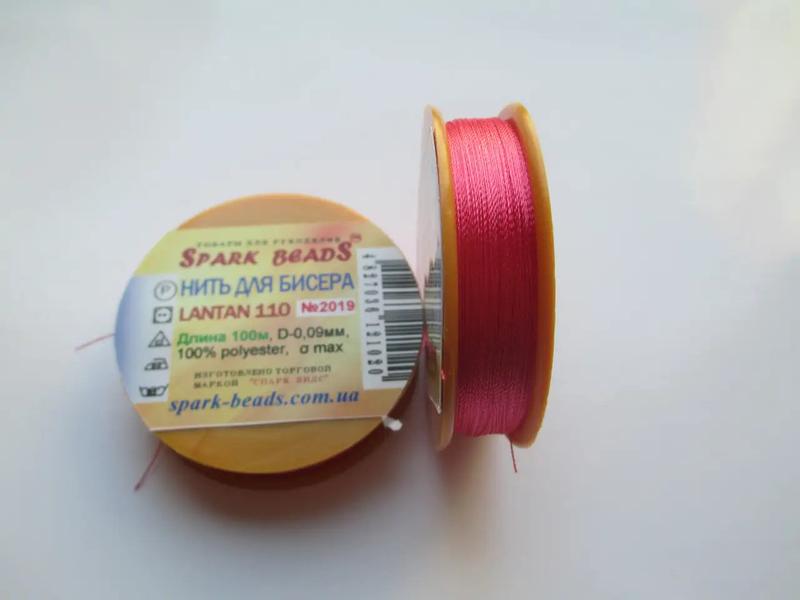 ТОВАРЫ ДЛЯ РУКОДЕЛИЯ
SPARK BEADS™
P НИТЬ ДЛЯ БИСЕРА
LANTAN 110 №2019
Длина 100м, D-0,09мм,
100% polyester, σ max
ИЗГОТОВЛЕНО ТОРГОВОЙ
МАРКОЙ "СПАРК БИДС"
spark-beads.com.ua